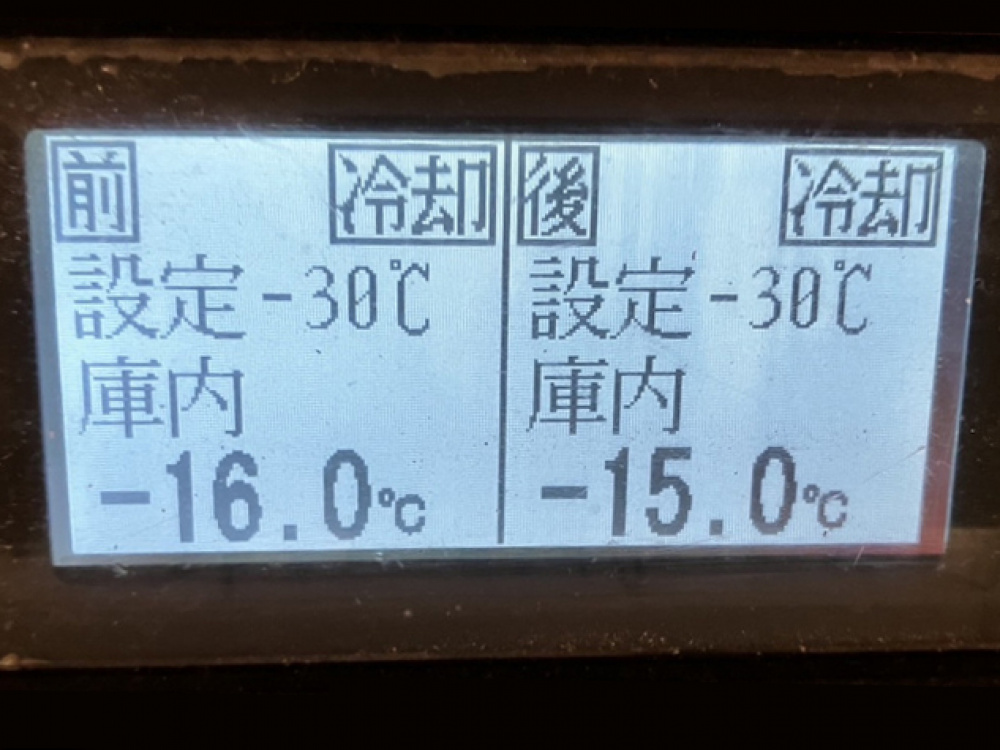 前 冷却
設定 -30℃
庫内
-16.0℃
後 冷却
設定 -30℃
庫内
-15.0℃